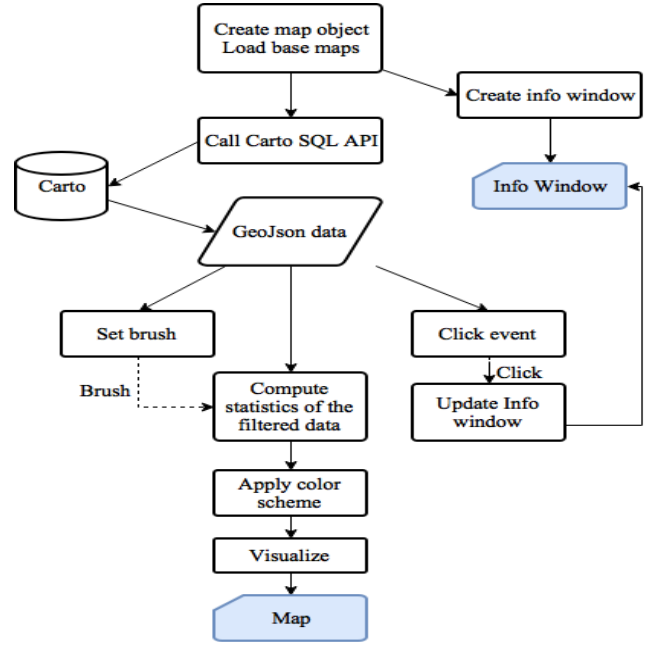 Create map object
Load base maps
Create info window
Call Carto SQL API
Carto
Info Window
GeoJson data
Set brush
Click event
Brush
Click
Compute
statistics of the
filtered data
Update Info
window
Apply color
scheme
Visualize
Map